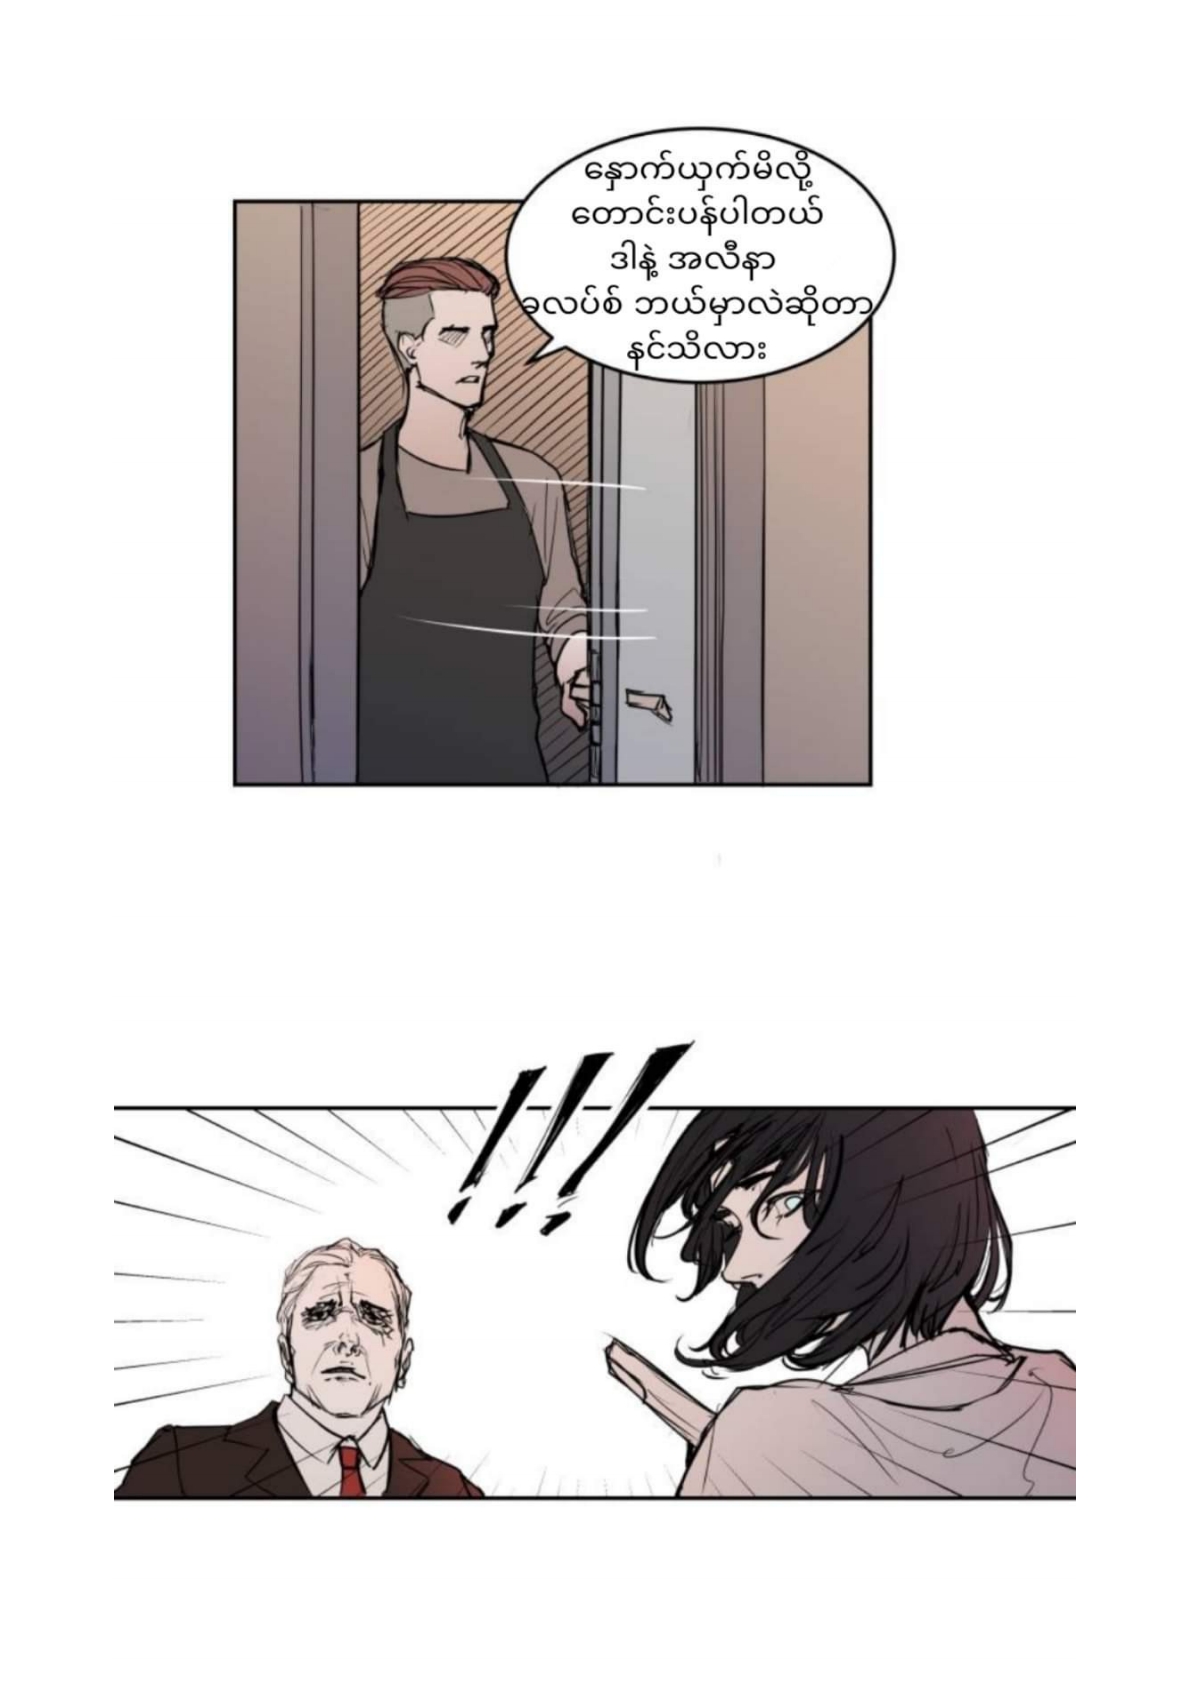 နှောက်ယှက်မိလို့
တောင်းပန်ပါတယ်
ဒါနဲ့ အလီနာ
ခလပ်စ် ဘယ်မှာလဲဆိုတာ
နင်သိလား
!!!